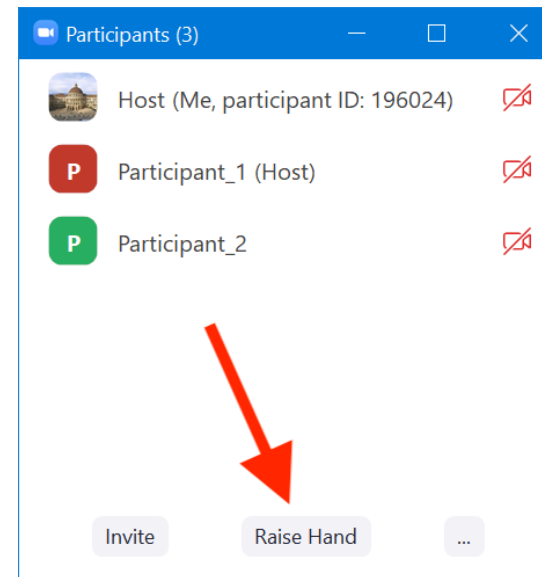 Participants (3)
Host (Me, participant ID: 196024)
P Participant_1 (Host)
P Participant_2
Invite Raise Hand ...